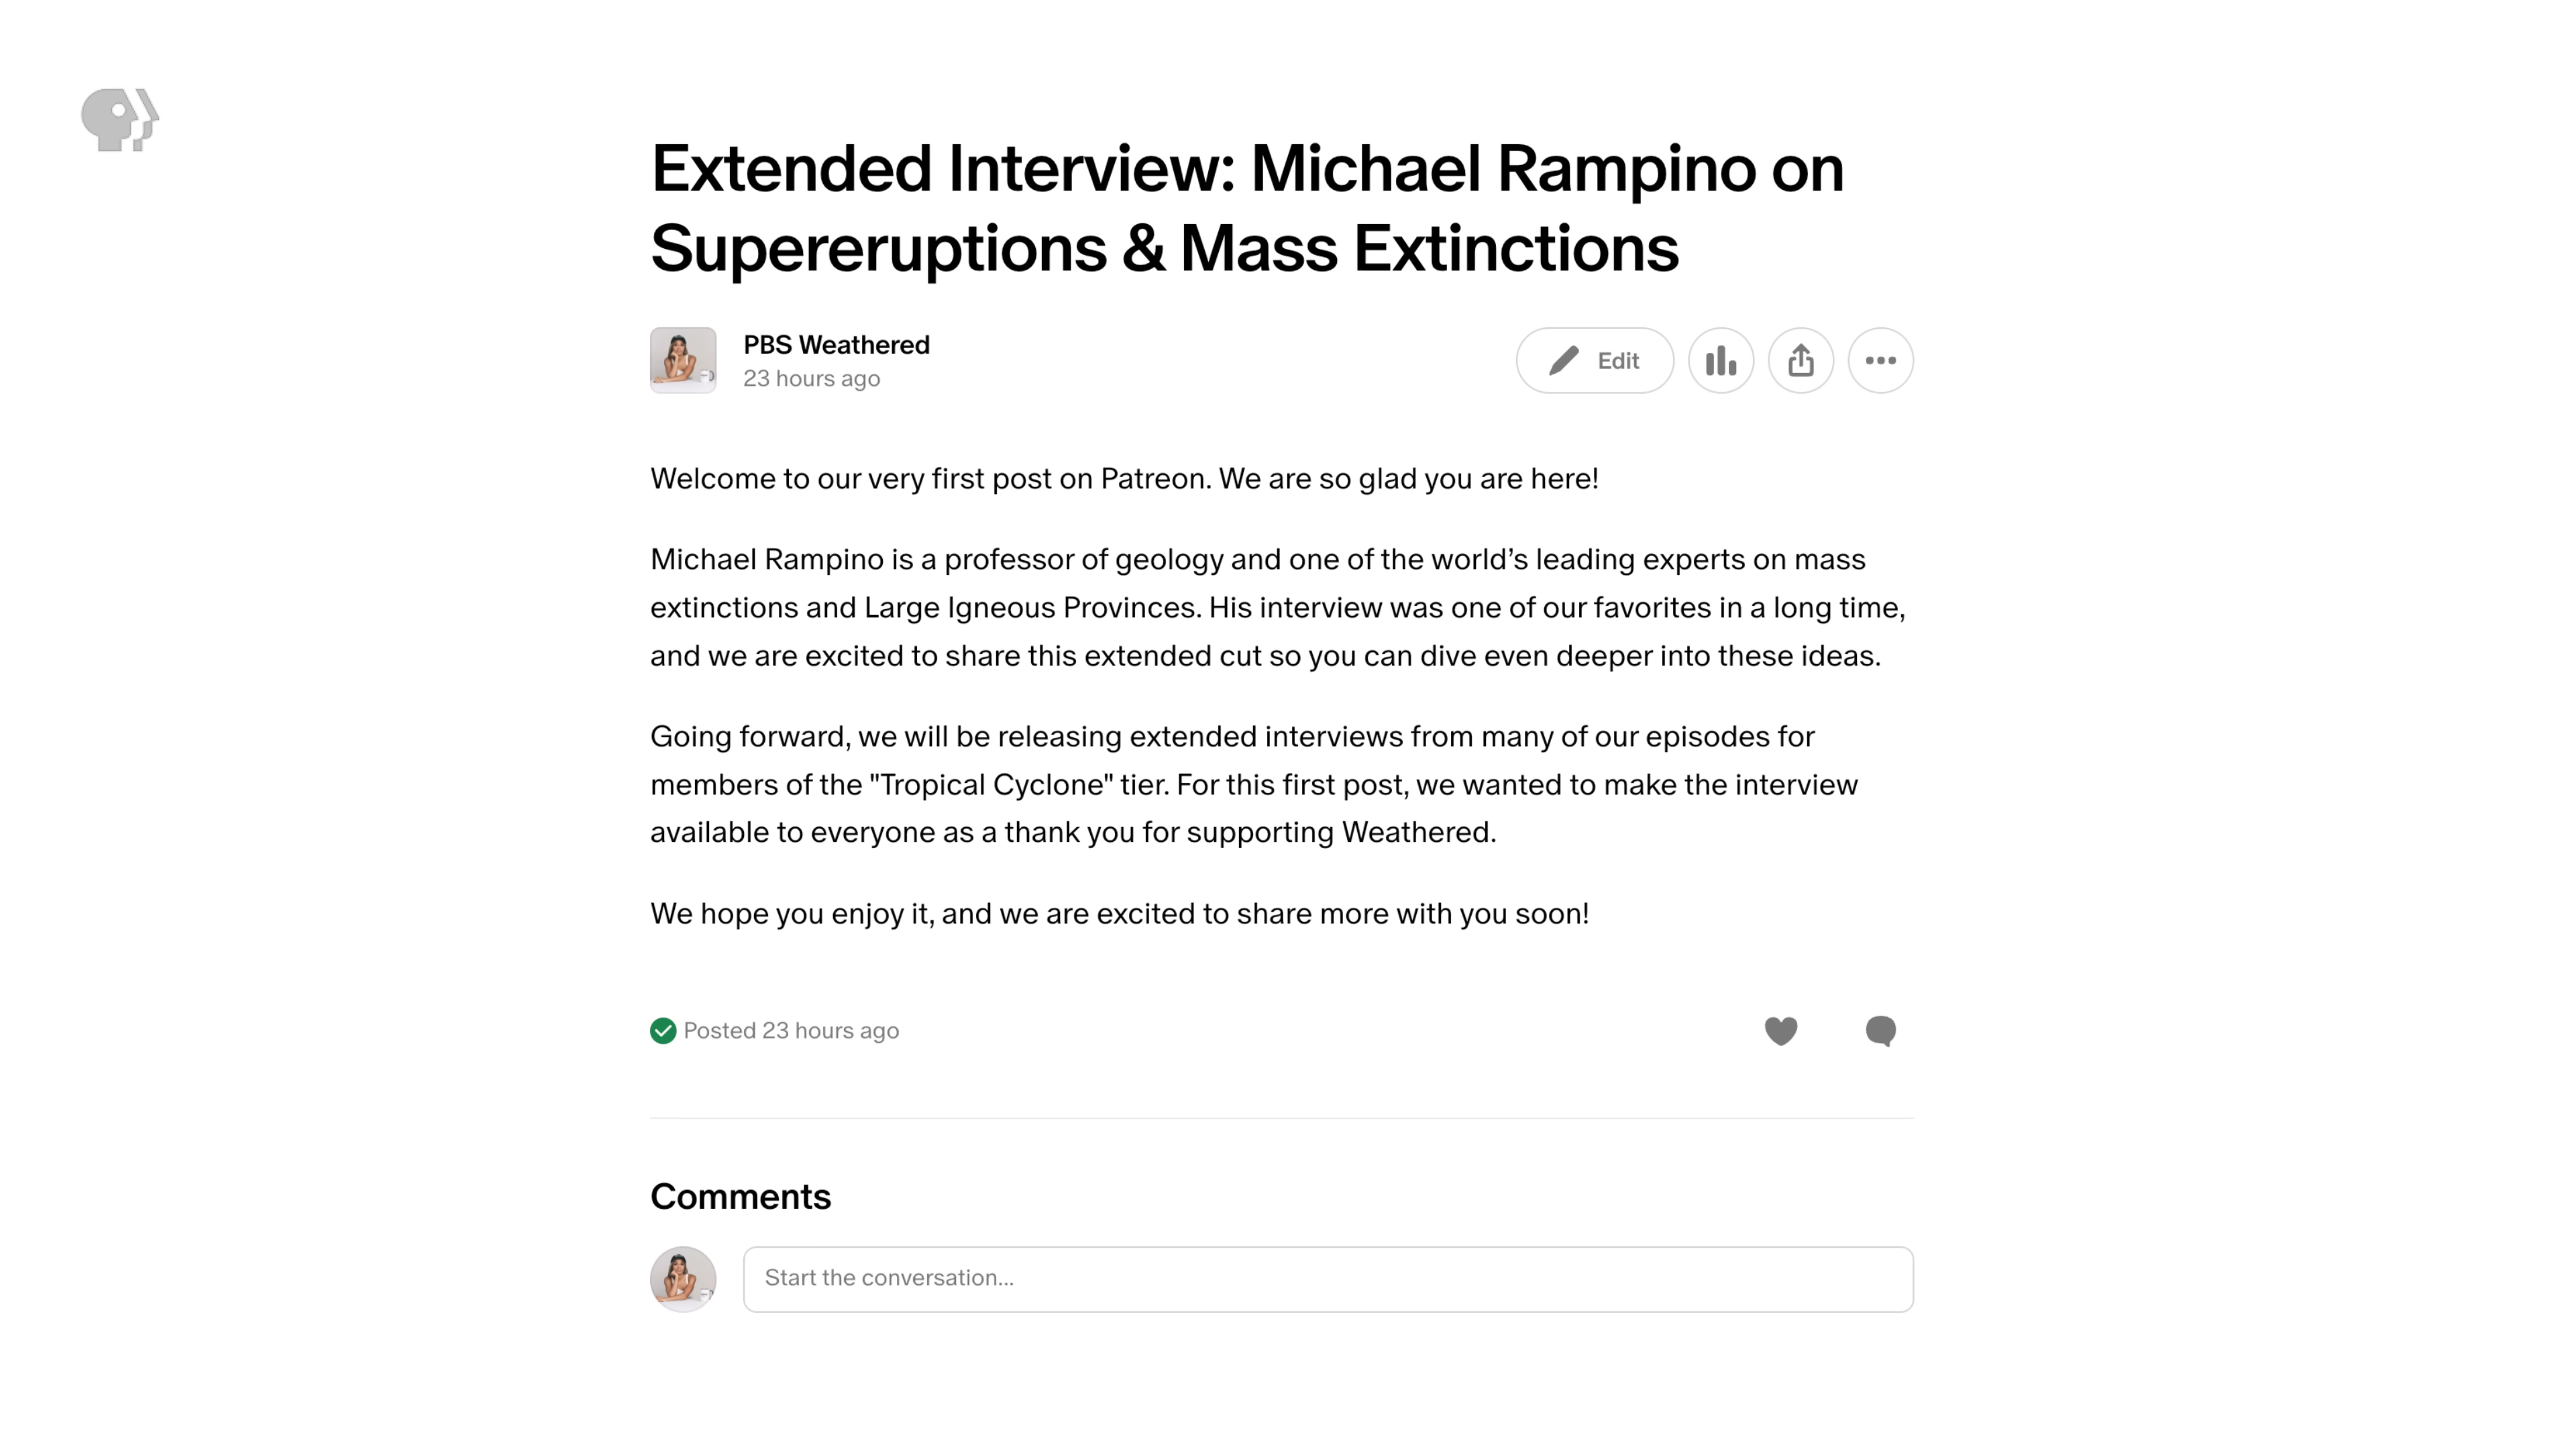 Extended Interview: Michael Rampino on
Supereruptions & Mass Extinctions
PBS Weathered
23 hours ago
Edit
Welcome to our very first post on Patreon. We are so glad you are here!
Michael Rampino is a professor of geology and one of the world’s leading experts on mass
extinctions and Large Igneous Provinces. His interview was one of our favorites in a long time,
and we are excited to share this extended cut so you can dive even deeper into these ideas.
Going forward, we will be releasing extended interviews from many of our episodes for
members of the "Tropical Cyclone" tier. For this first post, we wanted to make the interview
available to everyone as a thank you for supporting Weathered.
We hope you enjoy it, and we are excited to share more with you soon!
Posted 23 hours ago
Comments
Start the conversation...